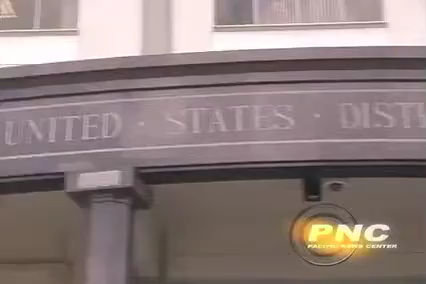 UNITED · STATES · DIST
PNC
PACIFIC NEWS CENTER